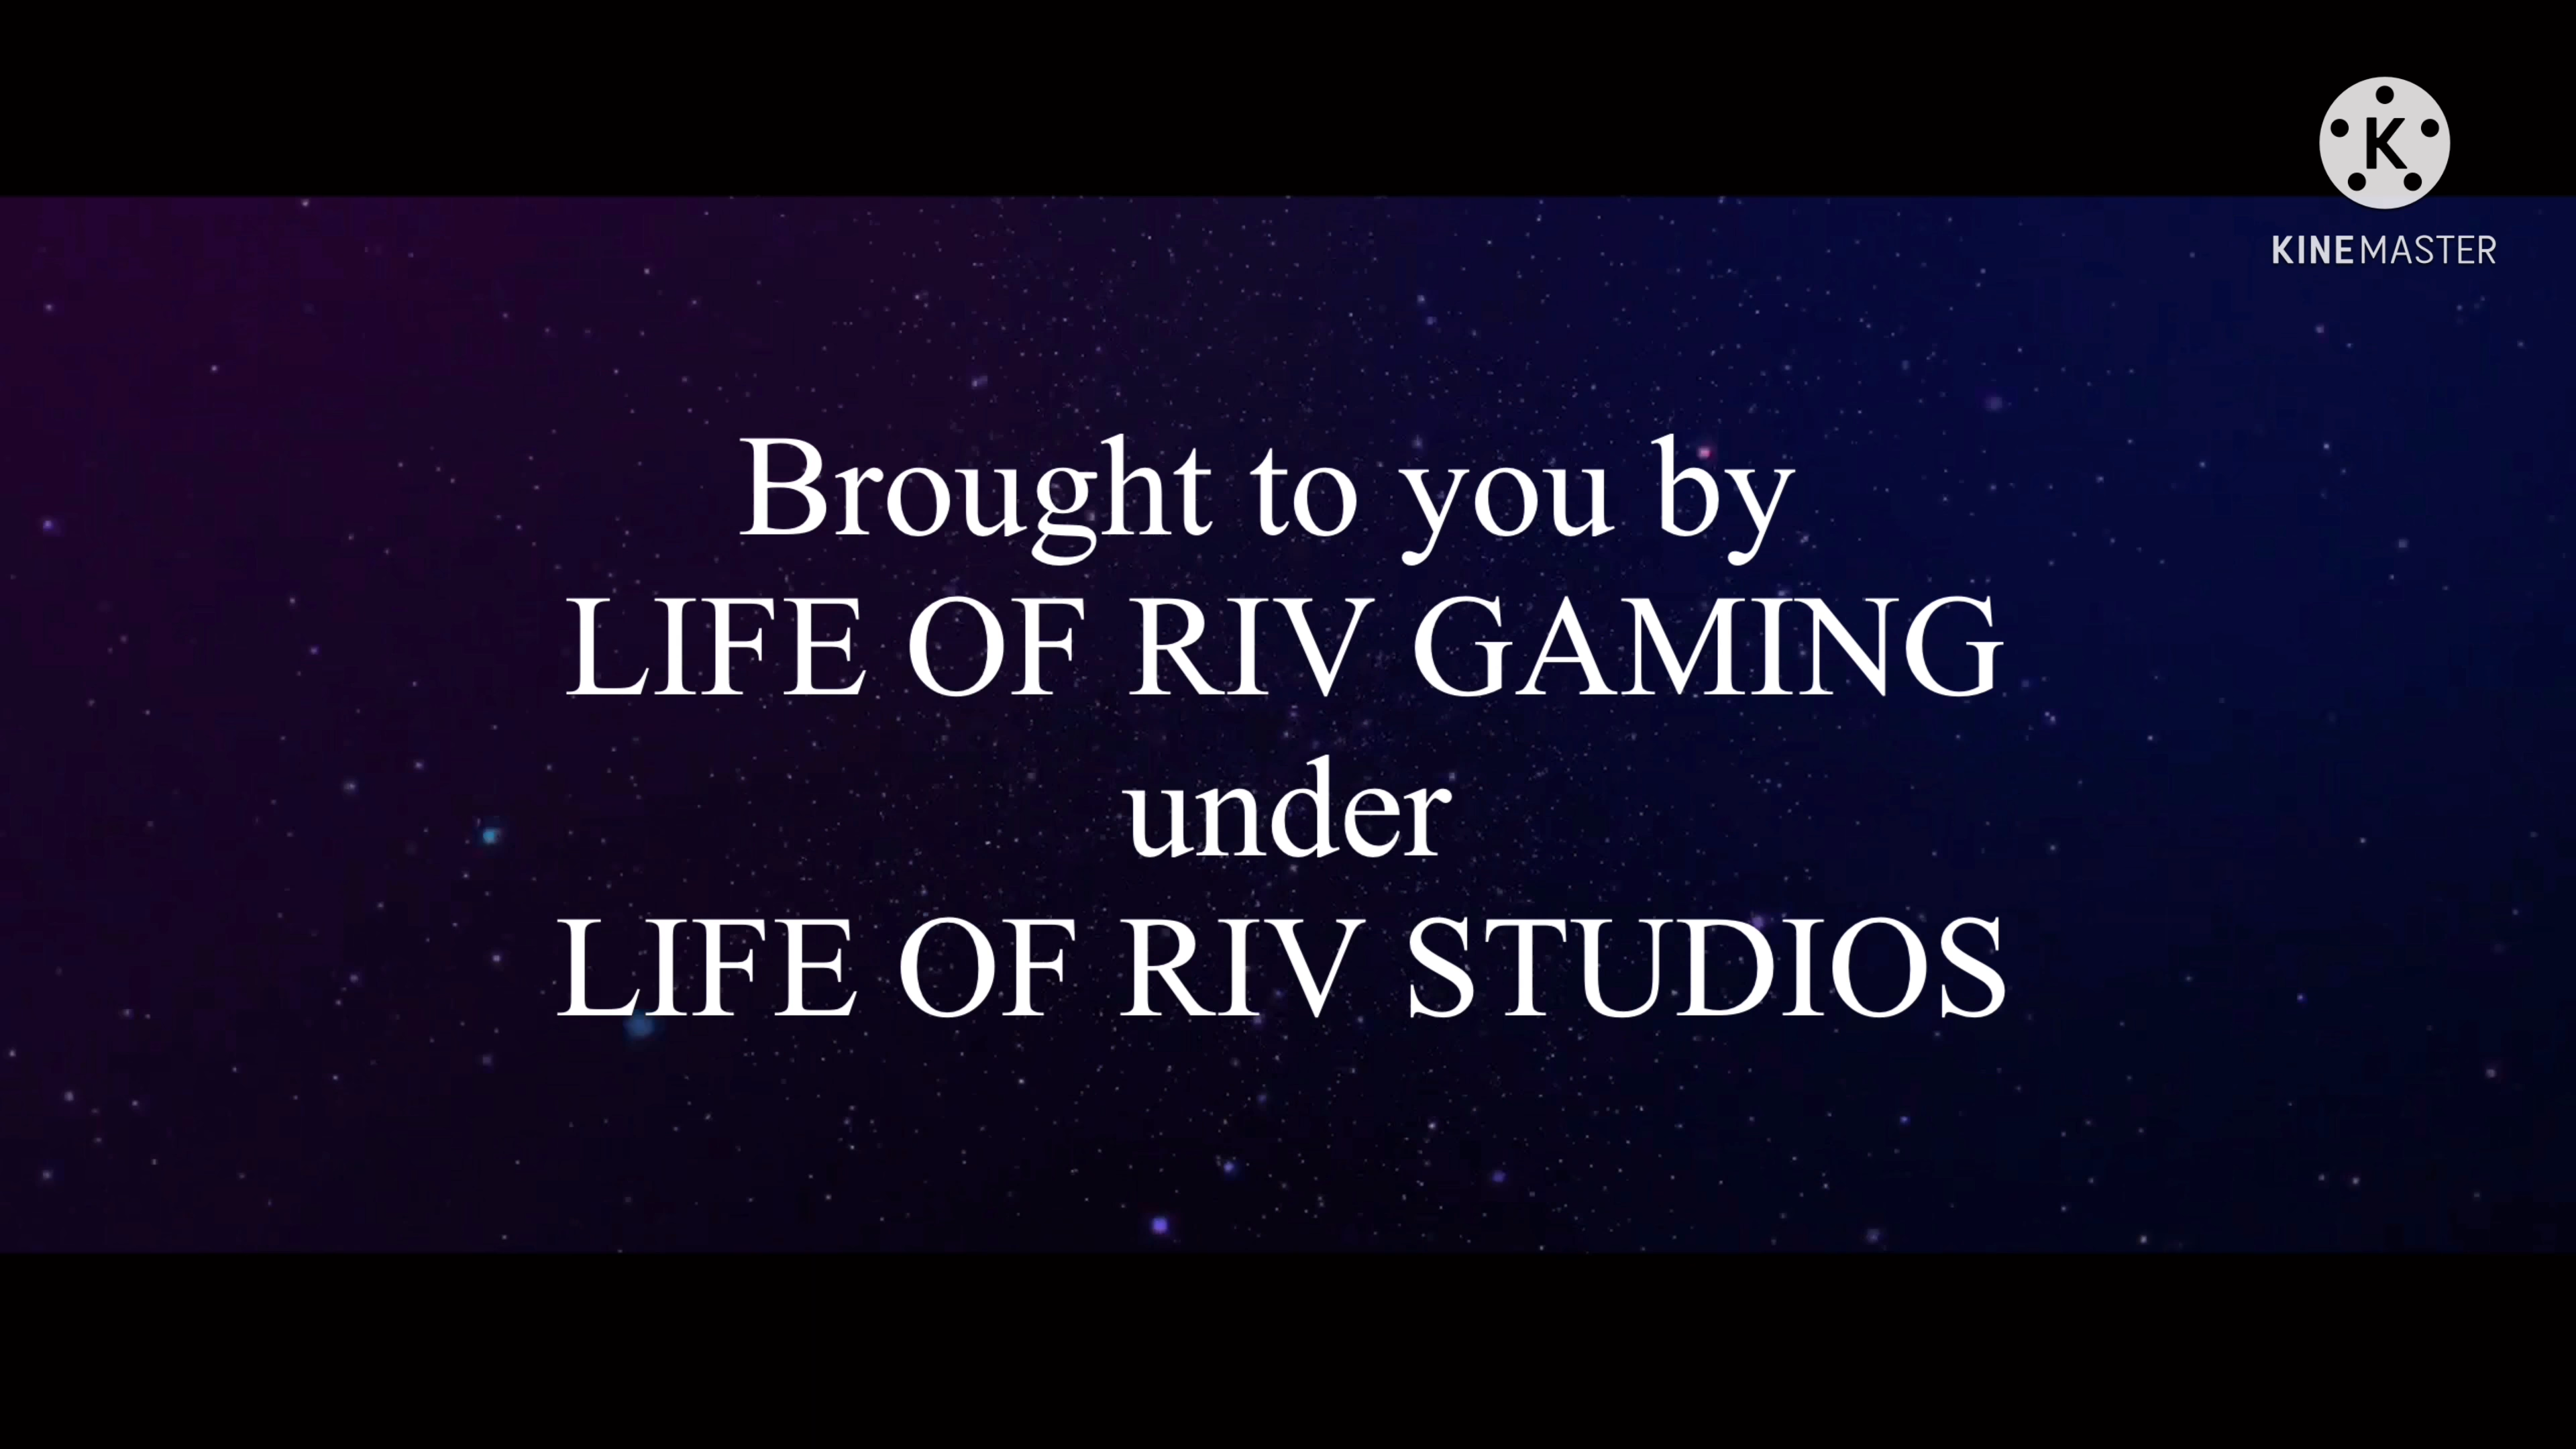 K
KINEMASTER
Brought to you by
LIFE OF RIV GAMING
under
LIFE OF RIV STUDIOS